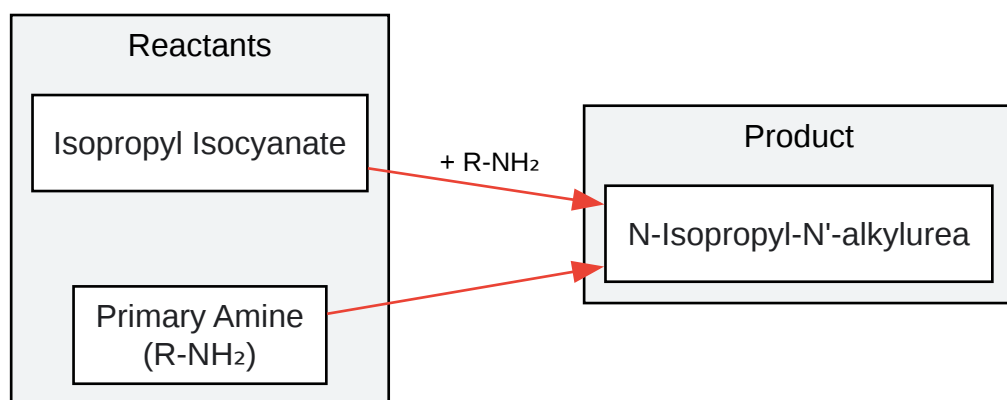 Reactants
Isopropyl Isocyanate
Primary Amine
(R-NH₂)
+ R-NH₂
Product
N-Isopropyl-N'-alkylurea